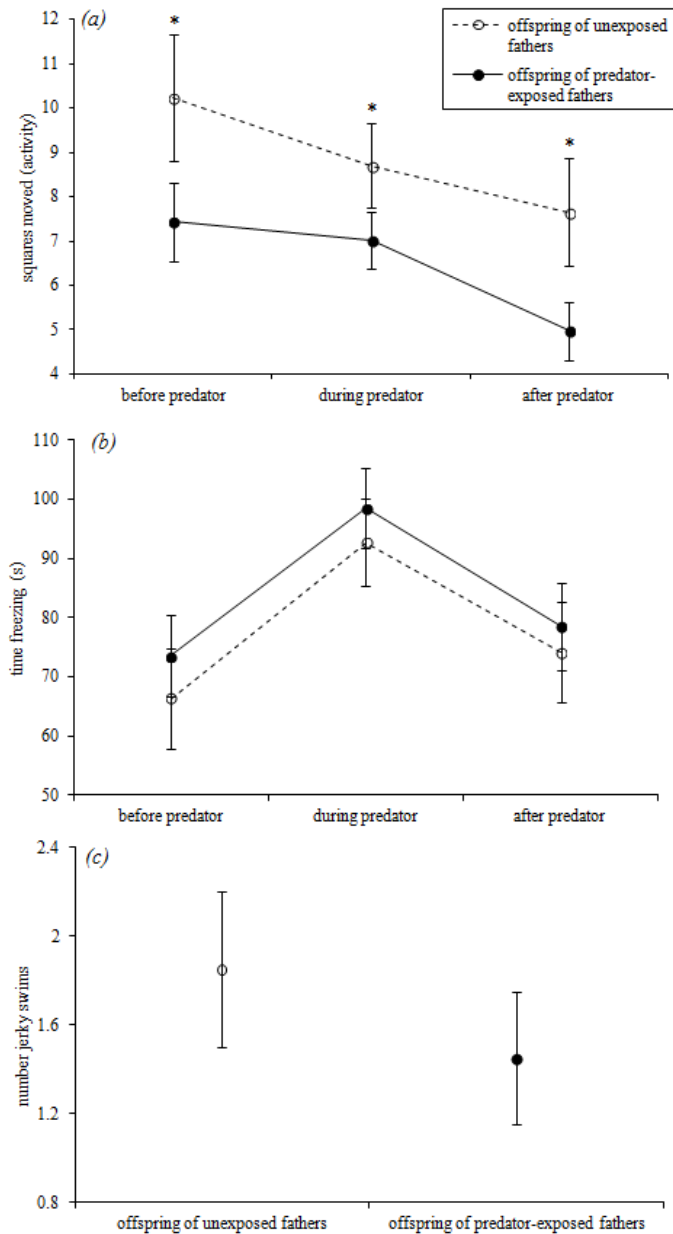 (a)
*
*
*
offspring of unexposed
fathers
offspring of predator-
exposed fathers
squares moved (activity)
12
11
10
9
8
7
6
5
4
before predator
during predator
after predator
(b)
time freezing (s)
110
100
90
80
70
60
50
before predator
during predator
after predator
(c)
number jerky swims
2.4
2
1.6
1.2
0.8
offspring of unexposed fathers
offspring of predator-exposed fathers